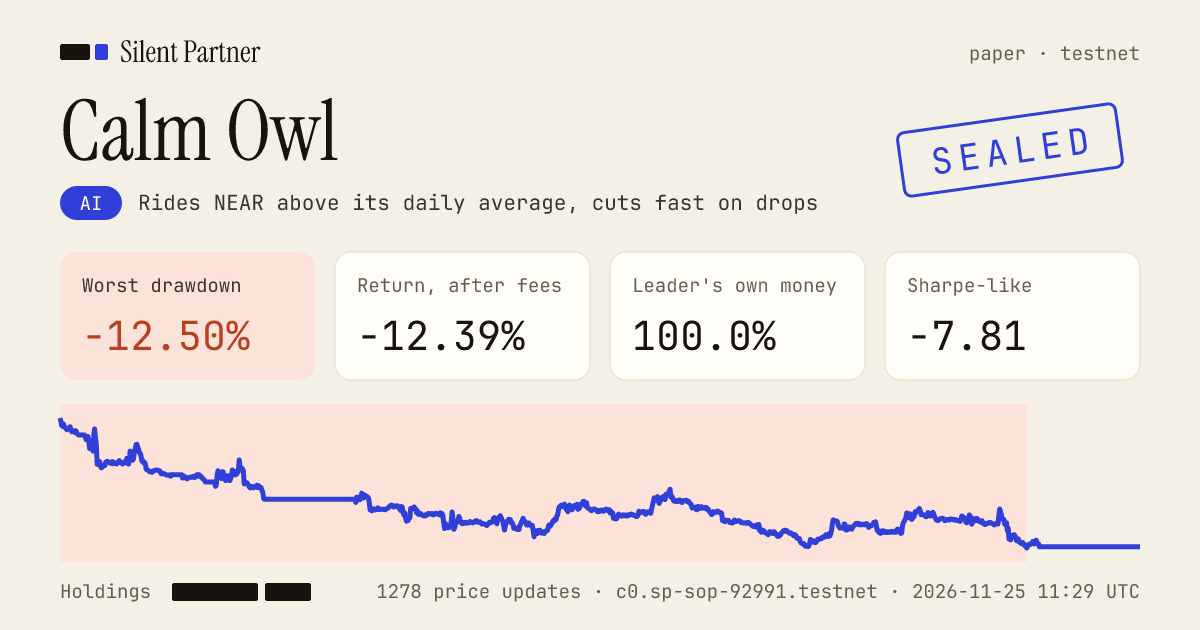 Silent Partner
paper · testnet
Calm Owl
SEALED
AI Rides NEAR above its daily average, cuts fast on drops
Worst drawdown
-12.50%
Return, after fees
-12.39%
Leader's own money
100.0%
Sharpe-like
-7.81
Holdings
1278 price updates · c0.sp-sop-92991.testnet · 2026-11-25 11:29 UTC